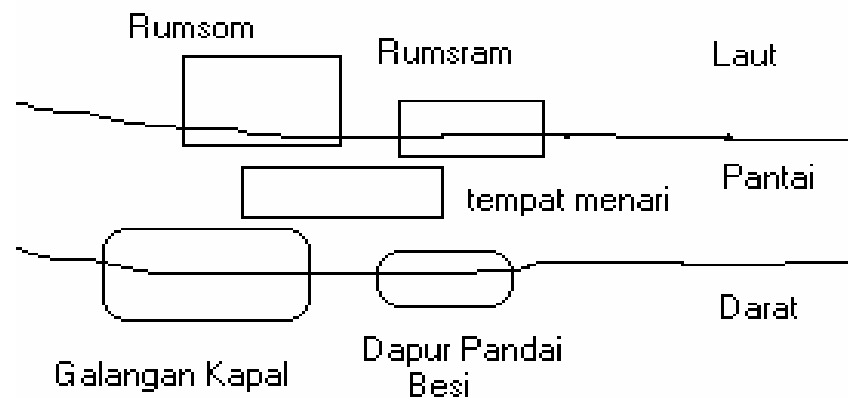 Rumsom
Rumsram
Laut
Pantai
tempat menari
Darat
Dapur Pandai
Besi
Galangan Kapal